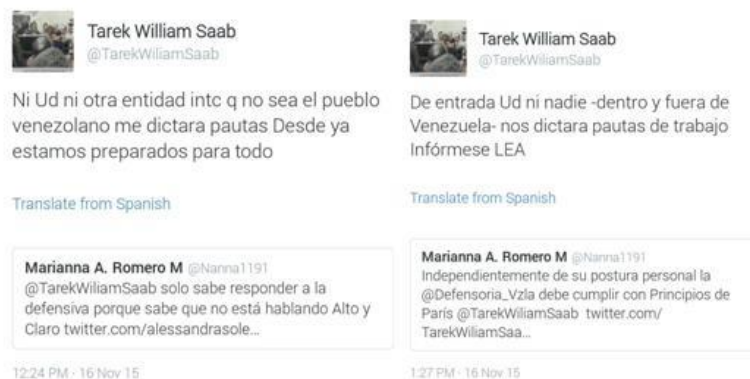 Tarek William Saab
@TarekWiliamSaab
Ni Ud ni otra entidad intc q no sea el pueblo
venezolano me dictara pautas Desde ya
estamos preparados para todo
Translate from Spanish
Marianna A. Romero M @Nanna1191
@TarekWiliamSaab solo sabe responder a la
defensiva porque sabe que no está hablando Alto y
Claro twitter.com/alessandrasole...
12:24 PM · 16 Nov 15
Tarek William Saab
@TarekWiliamSaab
De entrada Ud ni nadie -dentro y fuera de
Venezuela- nos dictara pautas de trabajo
Infórmese LEA
Translate from Spanish
Marianna A. Romero M @Nanna1191
Independientemente de su postura personal la
@Defensoria_Vzla debe cumplir con Principios de
París @TarekWiliamSaab twitter.com/
TarekWiliamSaa...
1:27 PM · 16 Nov 15